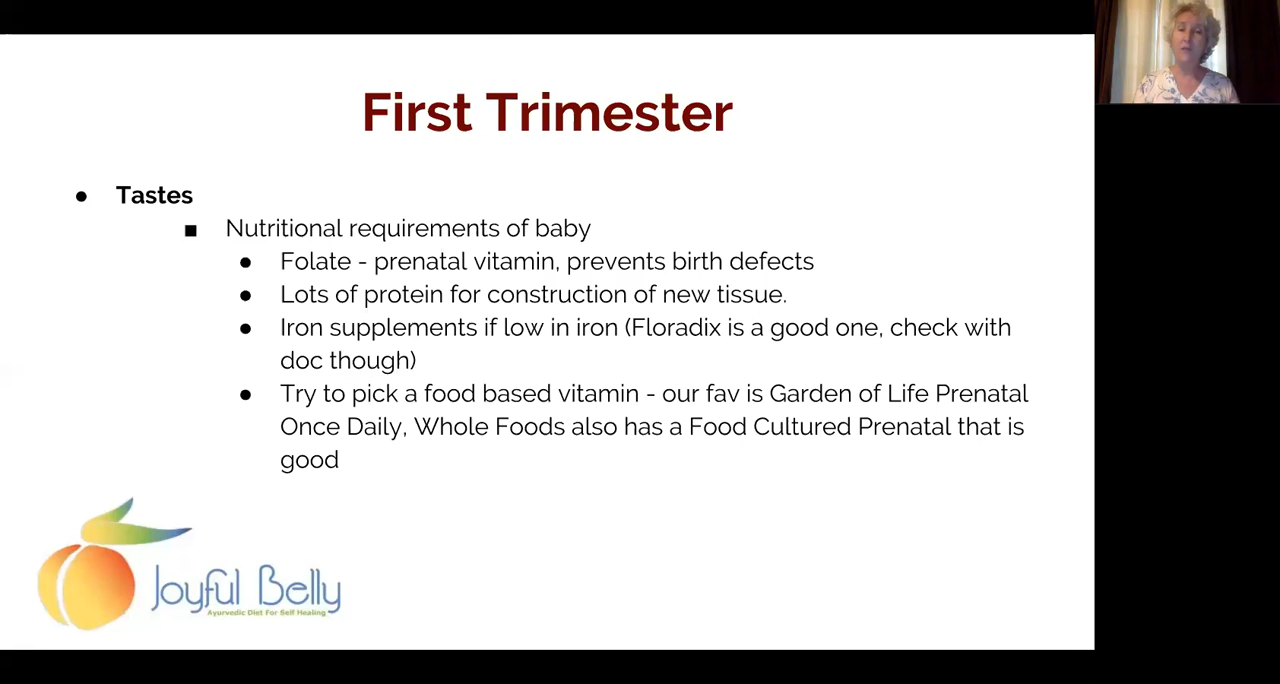 First Trimester
● Tastes
■ Nutritional requirements of baby
● Folate - prenatal vitamin, prevents birth defects
● Lots of protein for construction of new tissue.
● Iron supplements if low in iron (Floradix is a good one, check with
doc though)
● Try to pick a food based vitamin - our fav is Garden of Life Prenatal
Once Daily, Whole Foods also has a Food Cultured Prenatal that is
good
Joyful Belly
Ayurvedic Diet For Self Healing